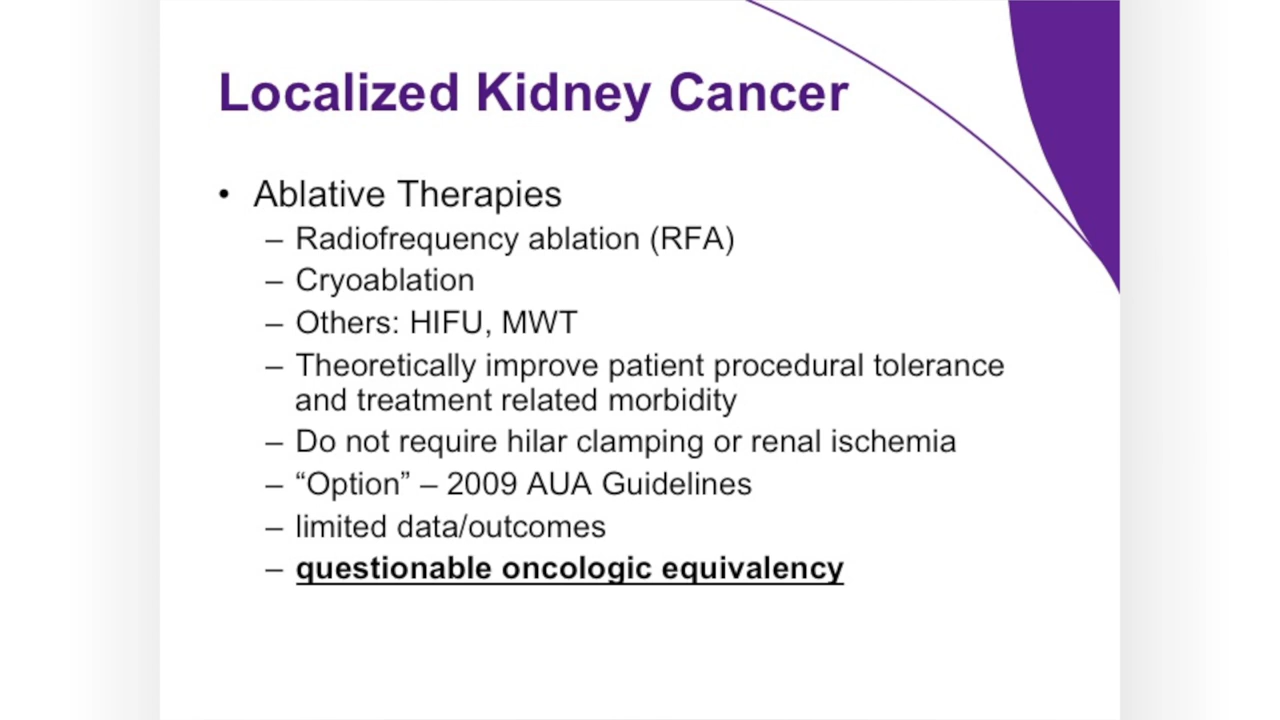 Localized Kidney Cancer
• Ablative Therapies
– Radiofrequency ablation (RFA)
– Cryoablation
– Others: HIFU, MWT
– Theoretically improve patient procedural tolerance
and treatment related morbidity
– Do not require hilar clamping or renal ischemia
– “Option” – 2009 AUA Guidelines
– limited data/outcomes
– questionable oncologic equivalency